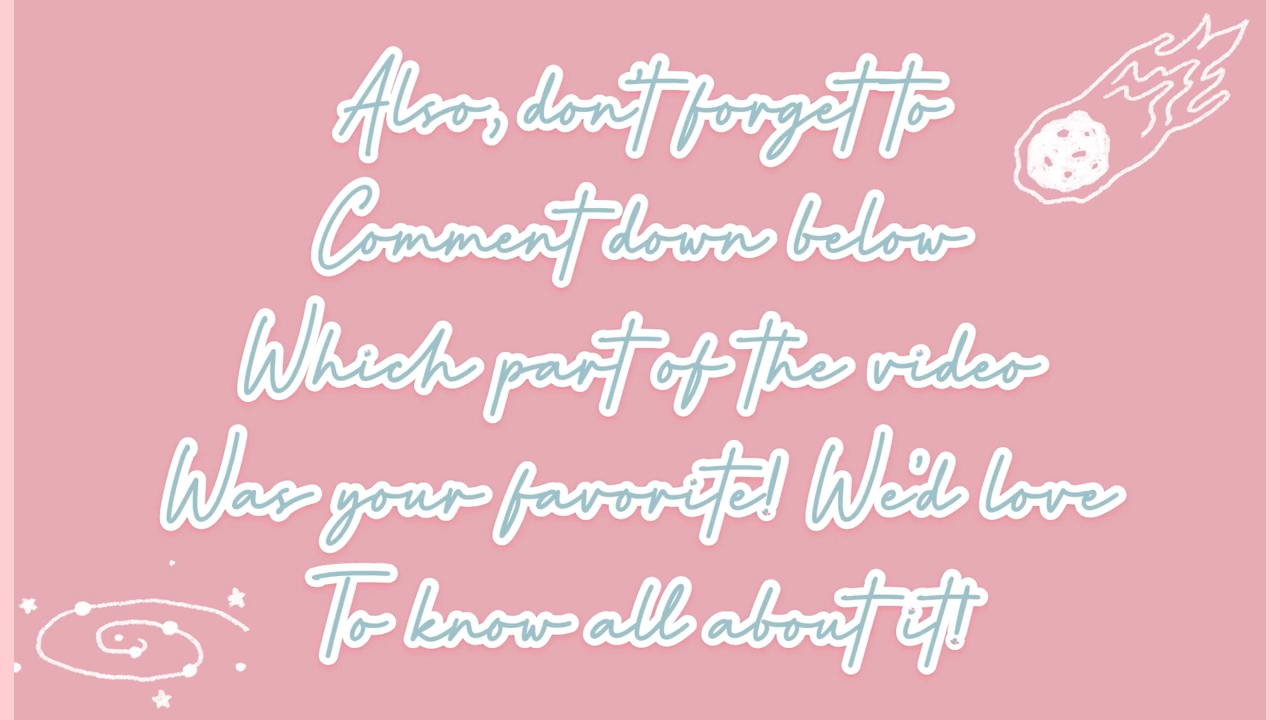 Also, don't forget to
Comment down below
Which part of the video
Was your favorite! We'd love
To know all about it!